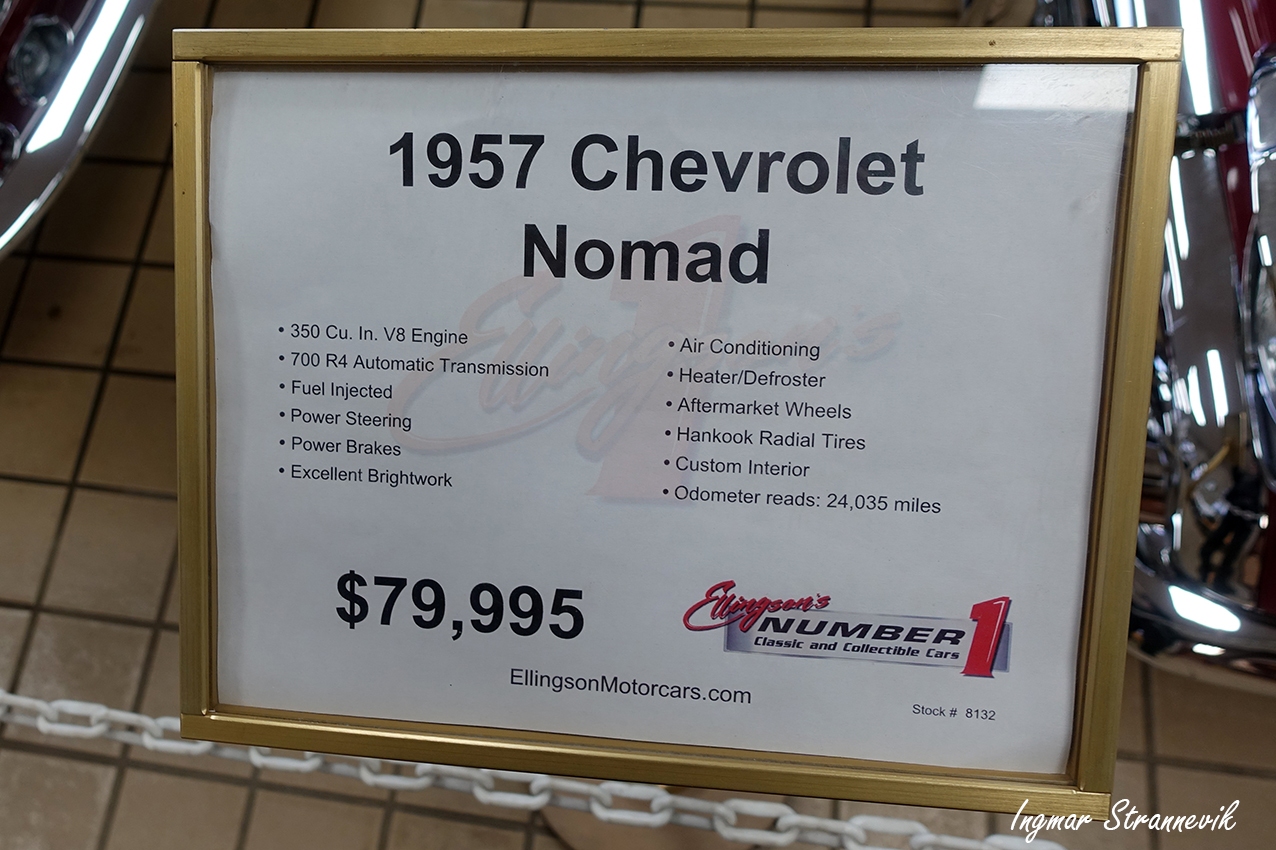 1957 Chevrolet
Nomad
• 350 Cu. In. V8 Engine
• 700 R4 Automatic Transmission
• Fuel Injected
• Power Steering
• Power Brakes
• Excellent Brightwork
• Air Conditioning
• Heater/Defroster
• Aftermarket Wheels
• Hankook Radial Tires
• Custom Interior
• Odometer reads: 24,035 miles
Ellingson's 1
$79,995
Ellingson's
NUMBER 1
Classic and Collectible Cars
EllingsonMotorcars.com
Stock # 8132
Ingmar Strannevik